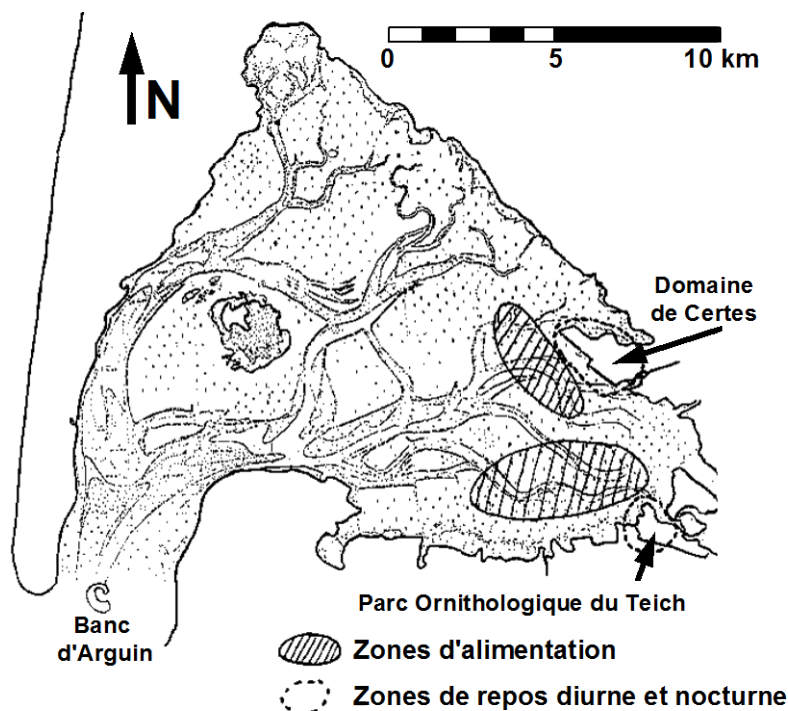 0 5 10 km
N
Domaine
de Certes
Parc Ornithologique du Teich
Banc
d'Arguin
Zones d'alimentation
Zones de repos diurne et nocturne